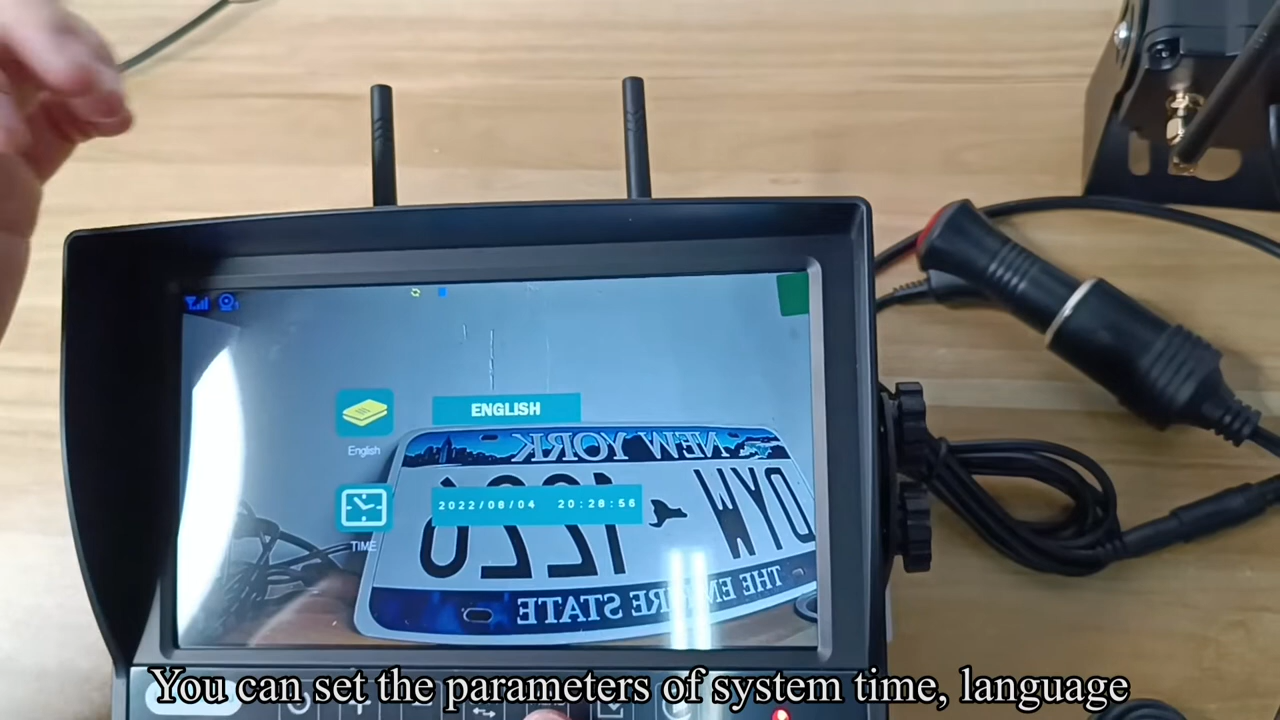 ENGLISH
English
NEW YORK
2022/08/04 20:28:56
DYW
TIME
THE EMPIRE STATE
You can set the parameters of system time, language